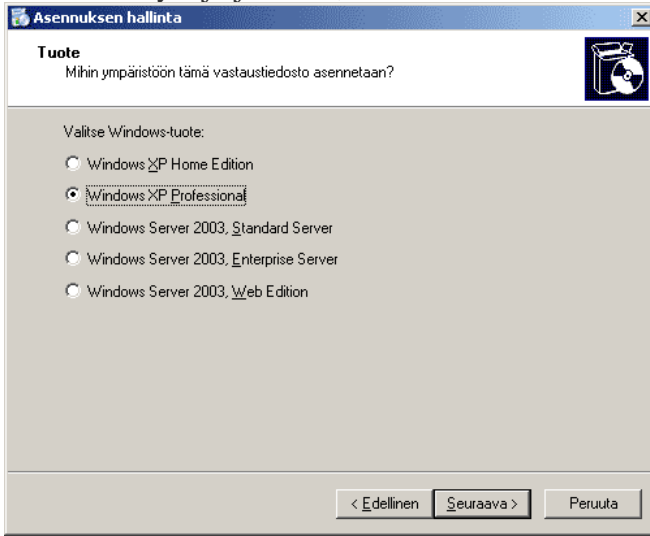 Asennuksen hallinta
Tuote
Mihin ympäristöön tämä vastaustiedosto asennetaan?
Valitse Windows-tuote:
Windows XP Home Edition
Windows XP Professional
Windows Server 2003, Standard Server
Windows Server 2003, Enterprise Server
Windows Server 2003, Web Edition
< Edellinen Seuraava > Peruuta